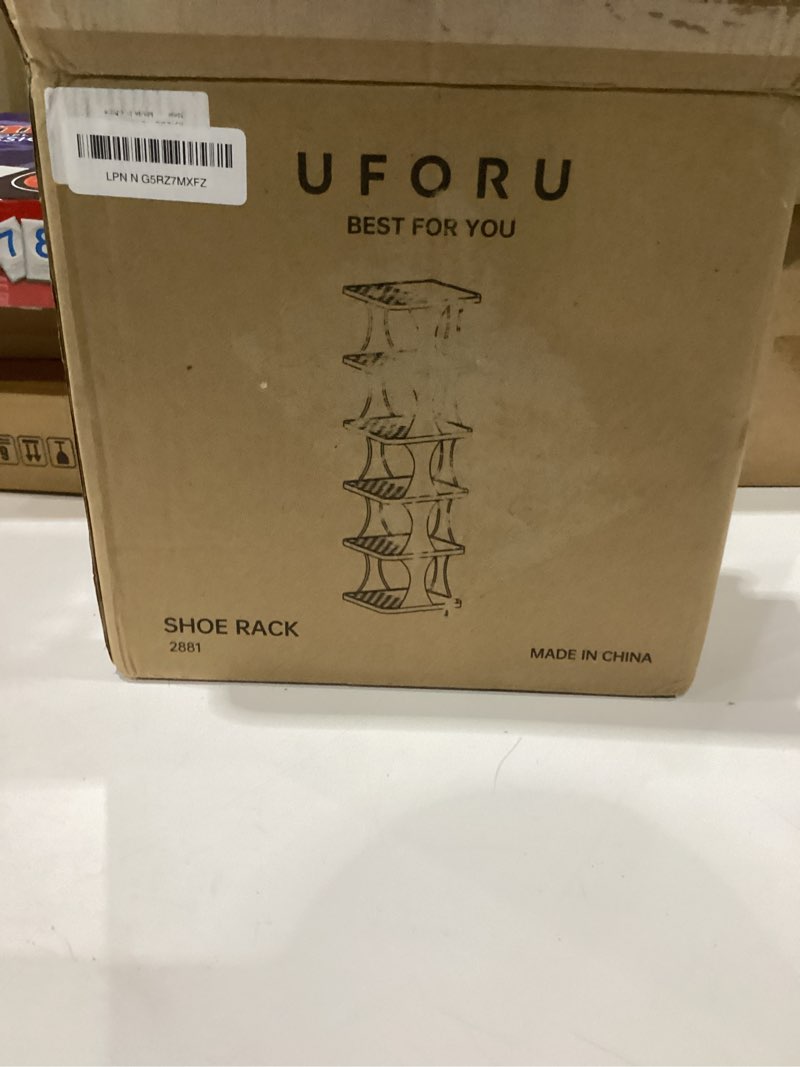 LPN N G5RZ7MXFZ
UFORU
BEST FOR YOU
SHOE RACK
2881
MADE IN CHINA